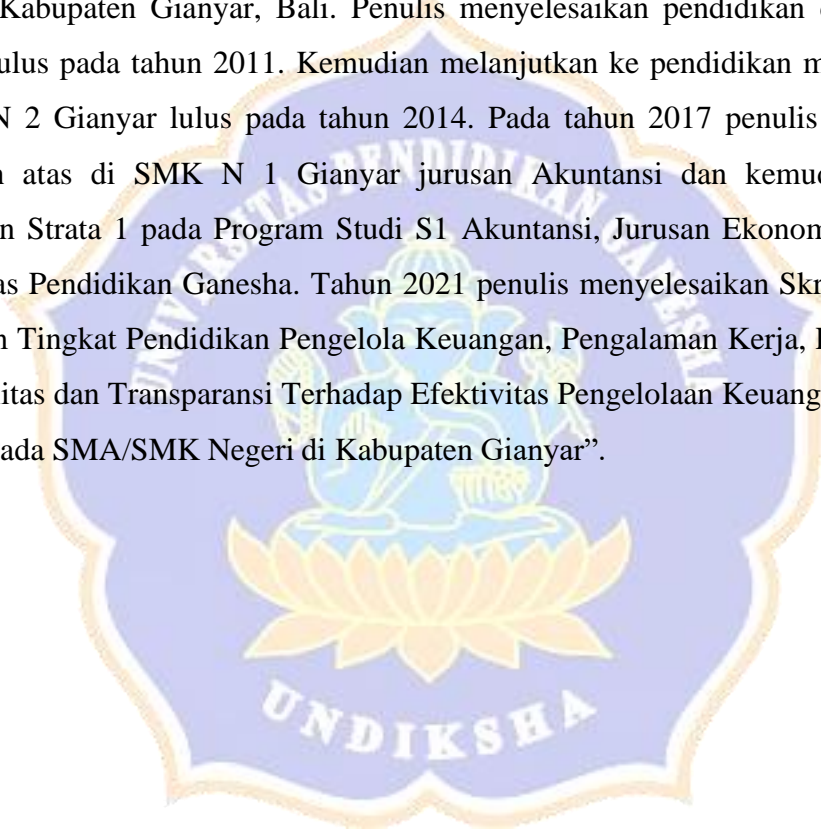 Kabupaten Gianyar, Bali. Penulis menyelesaikan pendidikan
ulus pada tahun 2011. Kemudian melanjutkan ke pendidikan m
N 2 Gianyar lulus pada tahun 2014. Pada tahun 2017 penulis
atas di SMK N 1 Gianyar jurusan Akuntansi dan kemud
n Strata 1 pada Program Studi S1 Akuntansi, Jurusan Ekonom
as Pendidikan Ganesha. Tahun 2021 penulis menyelesaikan Skr
n Tingkat Pendidikan Pengelola Keuangan, Pengalaman Kerja,
itas dan Transparansi Terhadap Efektivitas Pengelolaan Keuang
ada SMA/SMK Negeri di Kabupaten Gianyar”.
UNIVERSITAS PENDIDIKAN GANESHA
UNDIKSHA